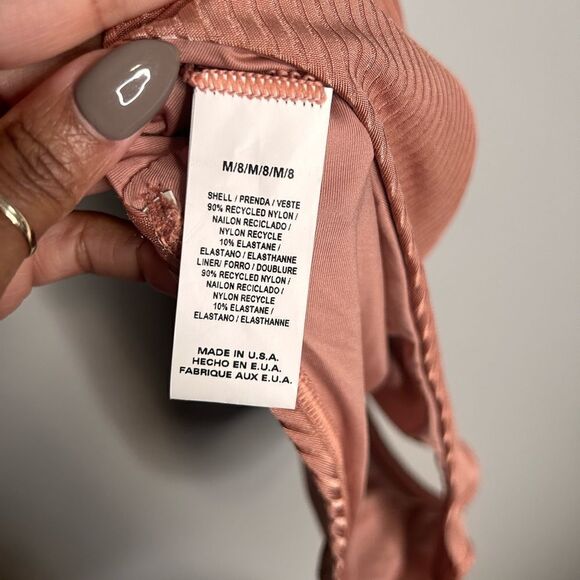 M/8/M/8/M/8
SHELL / PRENDA / VESTE
90% RECYCLED NYLON /
NAILON RECICLADO /
NYLON RECYCLE
10% ELASTANE /
ELASTANO / ELASTHANNE
LINER/ FORRO / DOUBLURE
90% RECYCLED NYLON /
NAILON RECICLADO /
NYLON RECYCLE
10% ELASTANE /
ELASTANO / ELASTHANNE
MADE IN U.S.A.
HECHO EN E.U.A.
FABRIQUE AUX E.U.A.